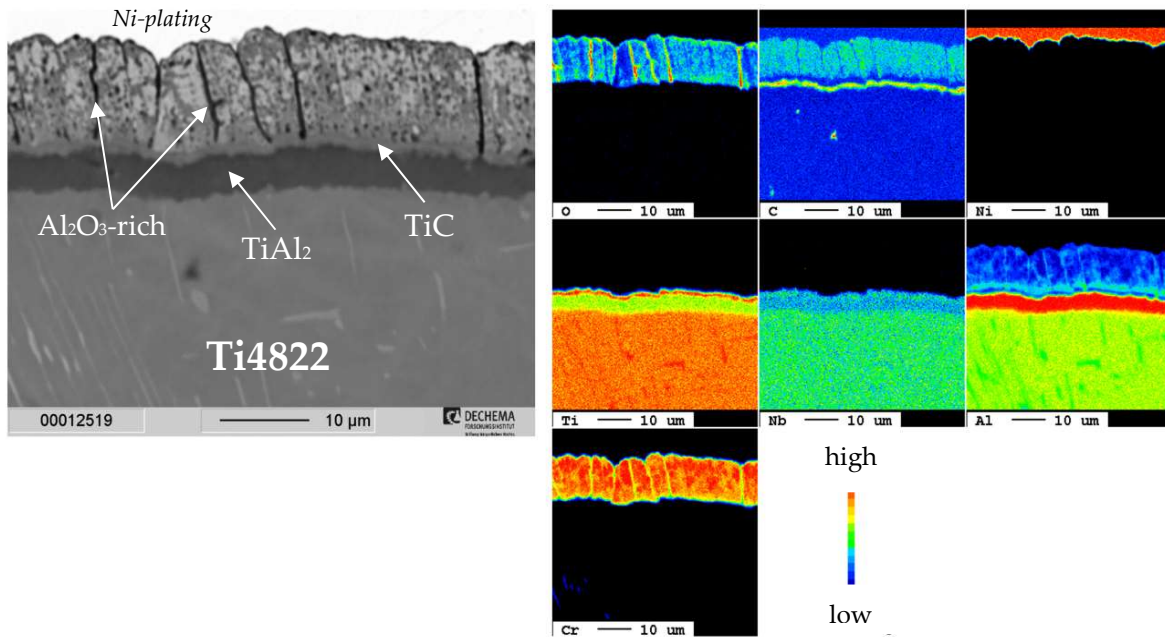 Ni-plating
Al₂O₃-rich
TiAl₂
TiC
Ti4822
00012519
10 µm
DECHEMA
FORSCHUNGSINSTITUT
O 10 um
C 10 um
Ni 10 um
Ti 10 um
Nb 10 um
Al 10 um
Cr 10 um
high
low